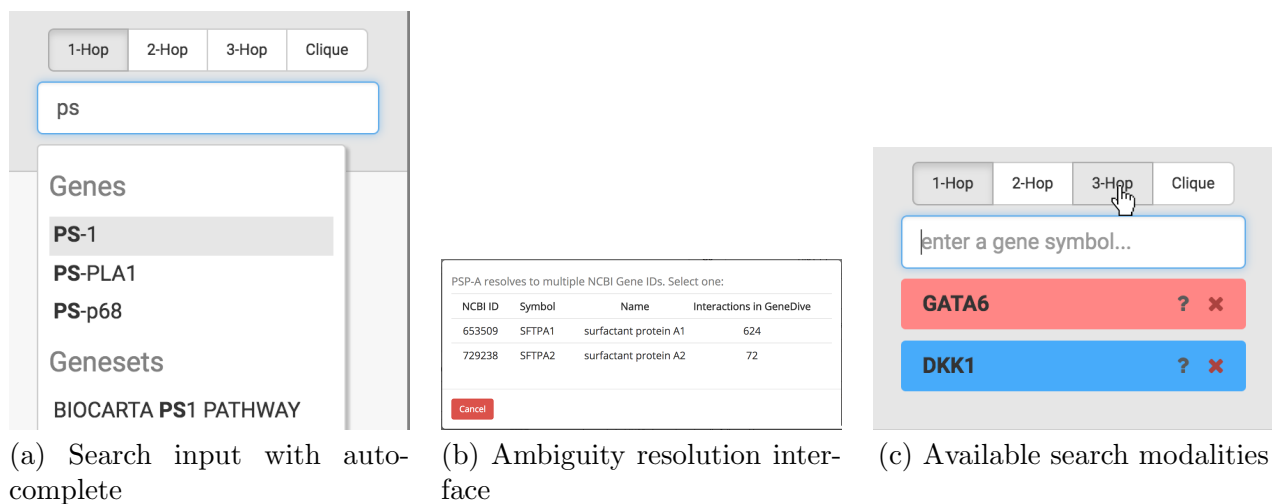 1-Hop 2-Hop 3-Hop Clique
ps
Genes
PS-1
PS-PLA1
PS-p68
Genesets
BIOCARTA PS1 PATHWAY
(a) Search input with auto-
complete
PSP-A resolves to multiple NCBI Gene IDs. Select one:
NCBI ID Symbol Name Interactions in GeneDive
653509 SFTPA1 surfactant protein A1 624
729238 SFTPA2 surfactant protein A2 72
Cancel
(b) Ambiguity resolution inter-
face
1-Hop 2-Hop 3-Hop Clique
enter a gene symbol...
GATA6 ? ✖
DKK1 ? ✖
(c) Available search modalities